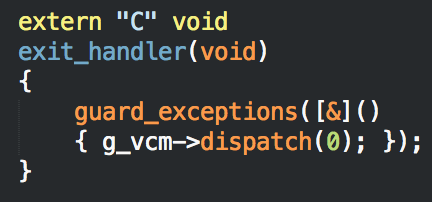 extern "C" void
exit_handler(void)
{
    guard_exceptions([&]()
    { g_vcm->dispatch(0); });
}